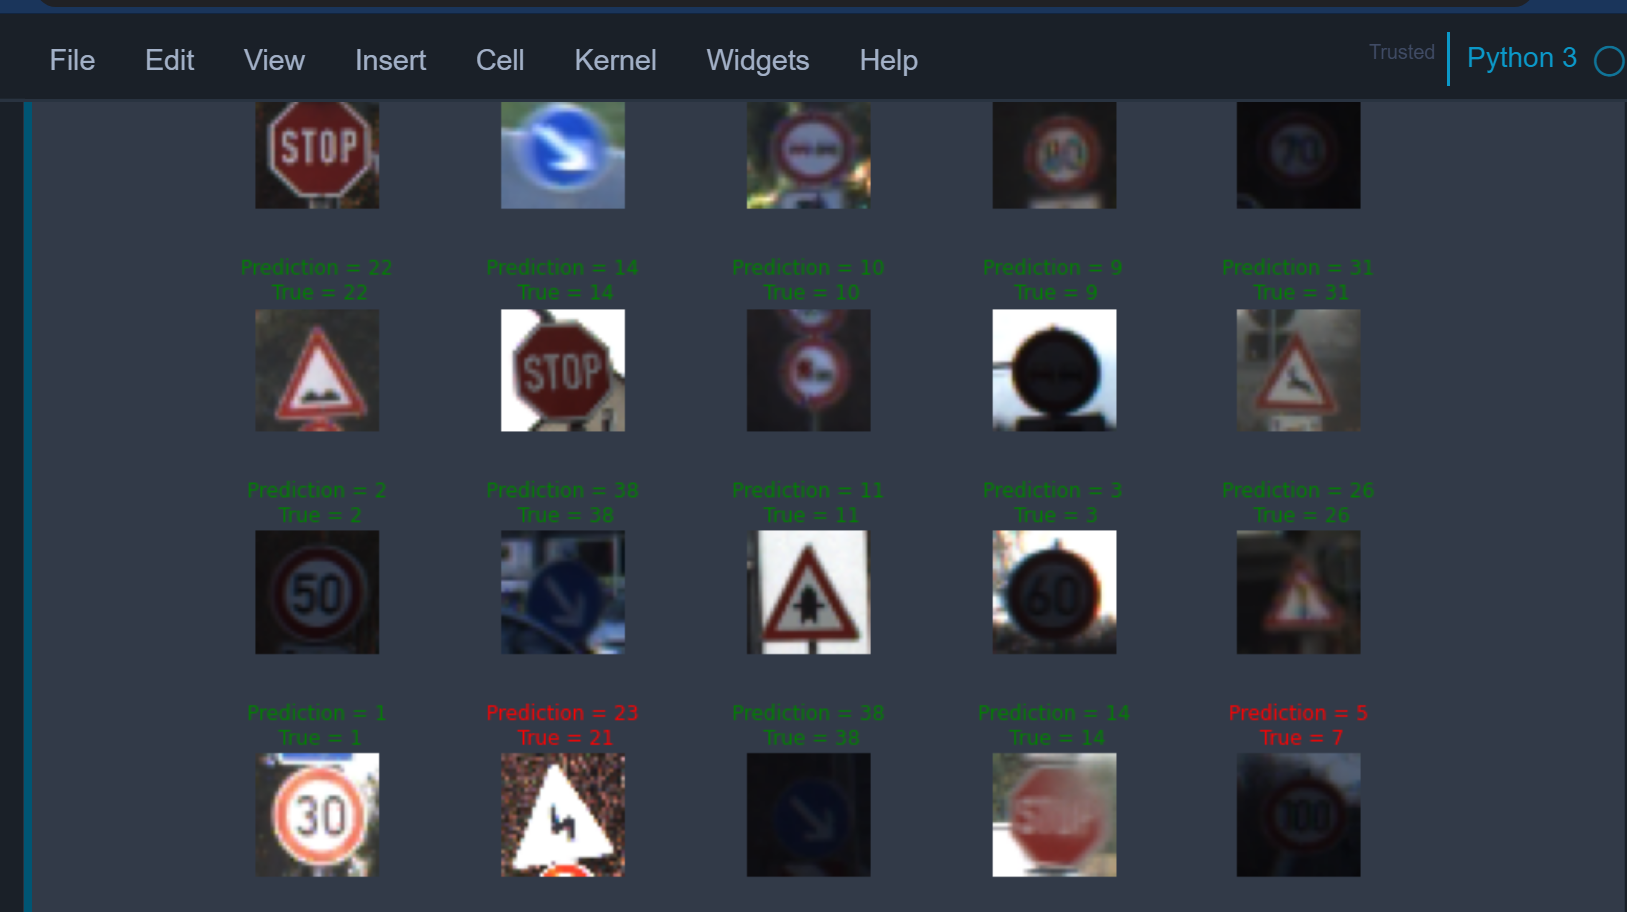 File Edit View Insert Cell Kernel Widgets Help Trusted Python 3
STOP 80 70
Prediction = 22 Prediction = 14 Prediction = 10 Prediction = 9 Prediction = 31
True = 22 True = 14 True = 10 True = 9 True = 31
STOP
Prediction = 2 Prediction = 38 Prediction = 11 Prediction = 3 Prediction = 26
True = 2 True = 38 True = 11 True = 3 True = 26
50 60
Prediction = 1 Prediction = 23 Prediction = 38 Prediction = 14 Prediction = 5
True = 1 True = 21 True = 38 True = 14 True = 7
30 STOP 100